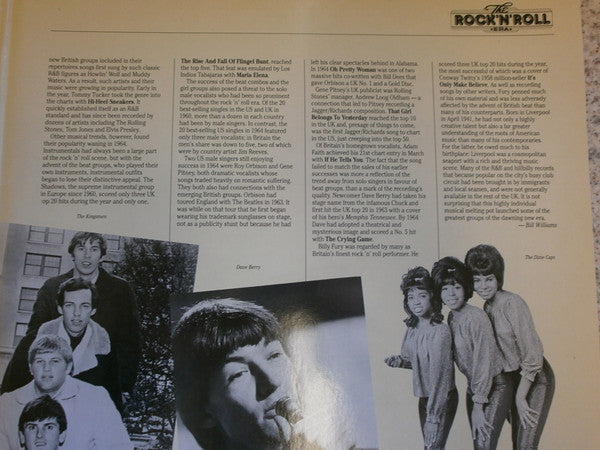 The
ROCK'N'ROLL
ERA
new British groups included in their
repertoires songs first sung by such classic
R&B figures as Howlin' Wolf and Muddy
Waters. As a result, such artists and their
music were growing in popularity. Early in
the year, Tommy Tucker took the genre into
the charts with Hi-Heel Sneakers. It
quickly established itself as an R&B
standard and has since been recorded by
dozens of artists including The Rolling
Stones, Tom Jones and Elvis Presley.
Other musical trends, however, found
their popularity waning in 1964.
Instrumentals had always been a large part
of the rock 'n' roll scene, but with the
advent of the beat groups, who played their
own instruments, instrumental outfits
began to lose their distinctive appeal. The
Shadows, the supreme instrumental group
in Europe since 1960, scored only three UK
top 20 hits during the year and only one,
The Kingsmen
The Rise And Fall Of Flingel Bunt, reached
the top five. That feat was emulated by Los
Indios Tabajaras with Maria Elena.
The success of the beat combos and the
girl groups also posed a threat to the solo
male vocalists who had been so prominent
throughout the rock 'n' roll era. Of the 20
best-selling singles in the US and UK in
1960, more than a dozen in each country
had been by male singers. In contrast, the
20 best-selling US singles in 1964 featured
only three male vocalists; in Britain the
men's share was down to five, two of which
were by country artist Jim Reeves.
Two US male singers still enjoying
success in 1964 were Roy Orbison and Gene
Pitney, both dramatic vocalists whose
songs traded heavily on romantic suffering.
They both also had connections with the
emerging British groups. Orbison had
toured England with The Beatles in 1963. It
was while on that tour that he first began
wearing his trademark sunglasses on stage,
not as a publicity stunt but because he had
Dave Berry
left his clear spectacles behind in Alabama.
In 1964 Oh Pretty Woman was one of two
massive hits co-written with Bill Dees that
gave Orbison a UK No. 1 and a Gold Disc.
Gene Pitney's UK publicist was Rolling
Stones' manager, Andrew Loog Oldham – a
connection that led to Pitney recording a
Jagger/Richards composition. That Girl
Belongs To Yesterday reached the top 10
in the UK and, presage of things to come,
was the first Jagger/Richards song to chart
in the US, just creeping into the top 50.
Of Britain's homegrown vocalists, Adam
Faith achieved his 21st chart entry in March
with If He Tells You. The fact that the song
failed to match the sales of his earlier
successes was more a reflection of the
trend away from solo singers in favour of
beat groups, than a mark of the recording's
quality. Newcomer Dave Berry had taken his
stage name from the infamous Chuck and
first hit the UK top 20 in 1963 with a cover
of his hero's Memphis Tennessee. By 1964
Dave had adopted a theatrical and
mysterious image and scored a No. 5 hit
with The Crying Game.
Billy Fury was regarded by many as
Britain's finest rock 'n' roll performer. He
scored three UK top 20 hits during the year,
the most successful of which was a cover of
Conway Twitty's 1958 million-seller It's
Only Make Believe. As well as recording
songs by other writers, Fury penned much
of his own material and was less adversely
affected by the advent of British beat than
many of his counterparts. Born in Liverpool
in April 1941, he had not only a highly
creative talent but also a far greater
understanding of the roots of American
music than many of his contemporaries.
For the latter, he owed much to his
birthplace: Liverpool was a cosmopolitan
seaport with a rich and thriving music
scene. Many of the R&B and hillbilly records
that became popular on the city's busy club
circuit had been brought in by immigrants
and local seamen, and were not generally
available in the rest of the UK. It is not
surprising that this highly individual
musical melting pot launched some of the
greatest groups of the dawning new era.
— Bill Williams
The Dixie Cups